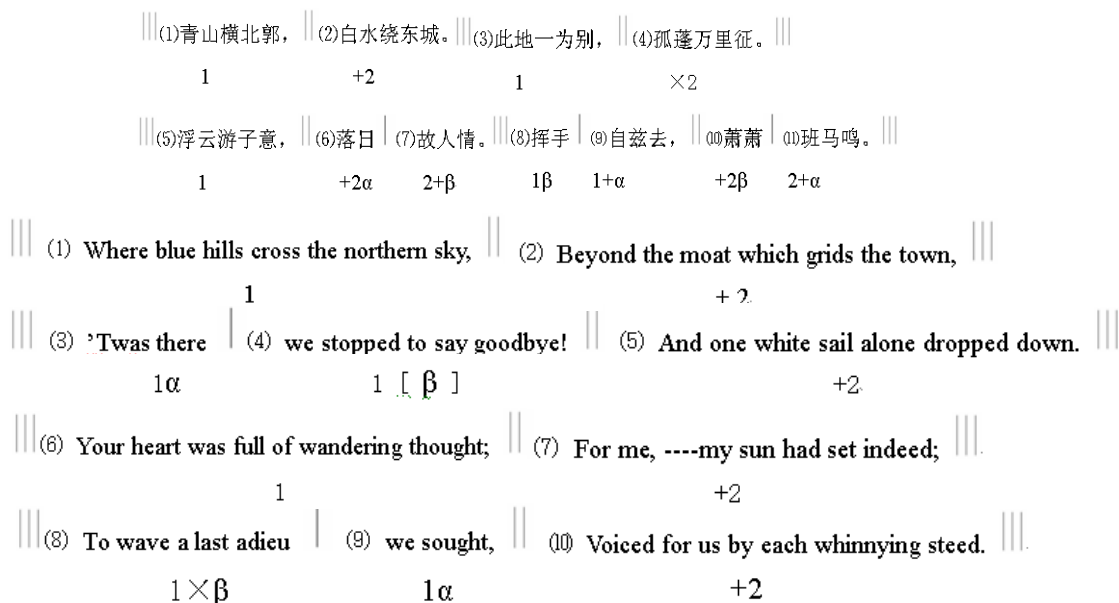 |||⑴青山横北郭，||⑵白水绕东城。|||⑶此地一为别，||⑷孤蓬万里征。|||
1 +2 1 ×2
|||⑸浮云游子意，||⑹落日|⑺故人情。|||⑻挥手|⑼自兹去，||⑽萧萧|⑾班马鸣。|||
1 +2α 2+β 1β 1+α +2β 2+α
||| ⑴ Where blue hills cross the northern sky, || ⑵ Beyond the moat which grids the town, |||
1 + 2
||| ⑶ ’Twas there | ⑷ we stopped to say goodbye! || ⑸ And one white sail alone dropped down. |||
1α 1 [ β ] +2
|||⑹ Your heart was full of wandering thought; || ⑺ For me, ----my sun had set indeed; |||
1 +2
|||⑻ To wave a last adieu | ⑼ we sought, || ⑽ Voiced for us by each whinnying steed. |||
1×β 1α +2